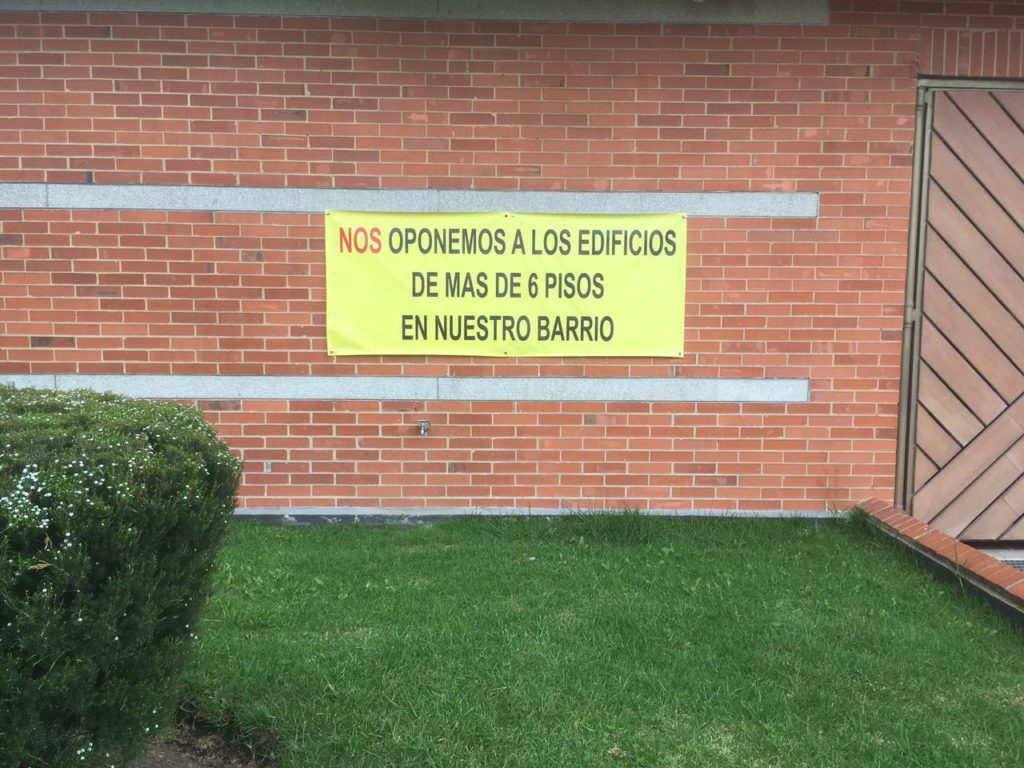 NOS OPONEMOS A LOS EDIFICIOS
DE MAS DE 6 PISOS
EN NUESTRO BARRIO